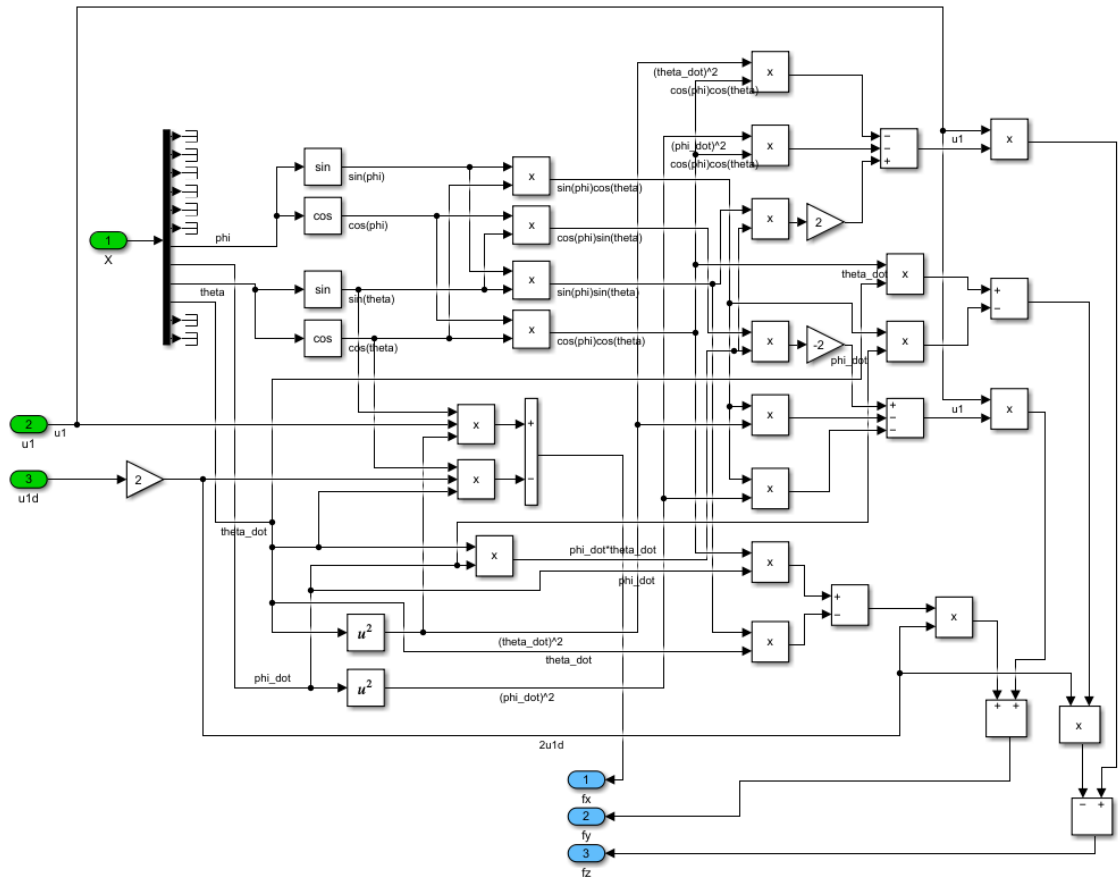 x
(theta_dot)^2
cos(phi)cos(theta)
x
(phi_dot)^2
cos(phi)cos(theta)
−
−
+
u1
x
sin
sin(phi)
x
sin(phi)cos(theta)
cos
cos(phi)
x
cos(phi)sin(theta)
x
2
1
X
phi
theta
sin
sin(theta)
x
sin(phi)sin(theta)
theta_dot
x
+
−
cos
cos(theta)
x
cos(phi)cos(theta)
x
-2
phi_dot
x
2
u1
u1
x
+
−
x
+
−
−
u1
x
3
u1d
2
x
x
theta_dot
x
phi_dot*theta_dot
phi_dot
x
+
−
x
u²
(theta_dot)^2
theta_dot
x
phi_dot
u²
(phi_dot)^2
+ +
x
2u1d
1
fx
2
fy
3
fz
− +